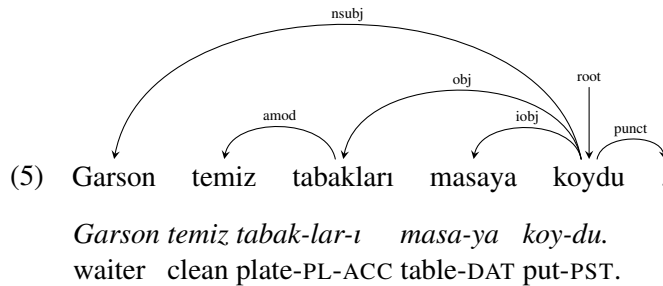 nsubj
root
obj
amod
iobj
punct
(5) Garson temiz tabakları masaya koydu .
Garson temiz tabak-lar-ı masa-ya koy-du.
waiter clean plate-PL-ACC table-DAT put-PST.